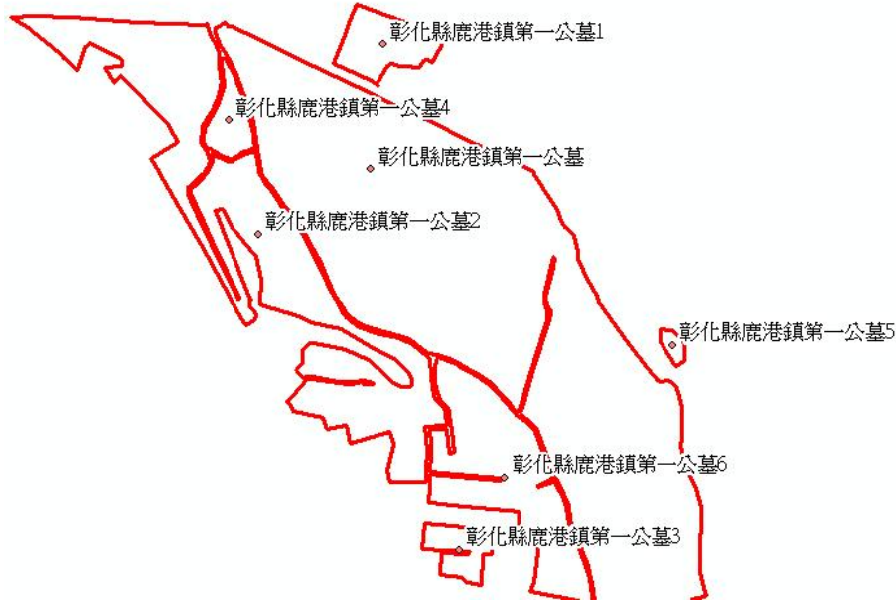 彰化縣鹿港鎮第一公墓1
彰化縣鹿港鎮第一公墓4
彰化縣鹿港鎮第一公墓
彰化縣鹿港鎮第一公墓2
彰化縣鹿港鎮第一公墓5
彰化縣鹿港鎮第一公墓6
彰化縣鹿港鎮第一公墓3